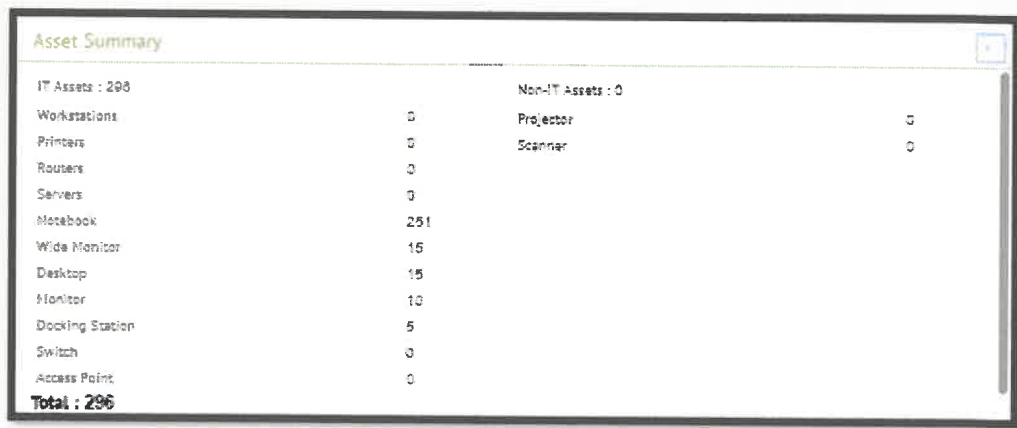 Asset Summary
IT Assets : 296
Workstations 0
Printers 0
Routers 0
Servers 0
Notebook 251
Wide Monitor 15
Desktop 15
Monitor 10
Docking Station 5
Switch 0
Access Point 0
Total : 296
Non-IT Assets : 0
Projector 0
Scanner 0